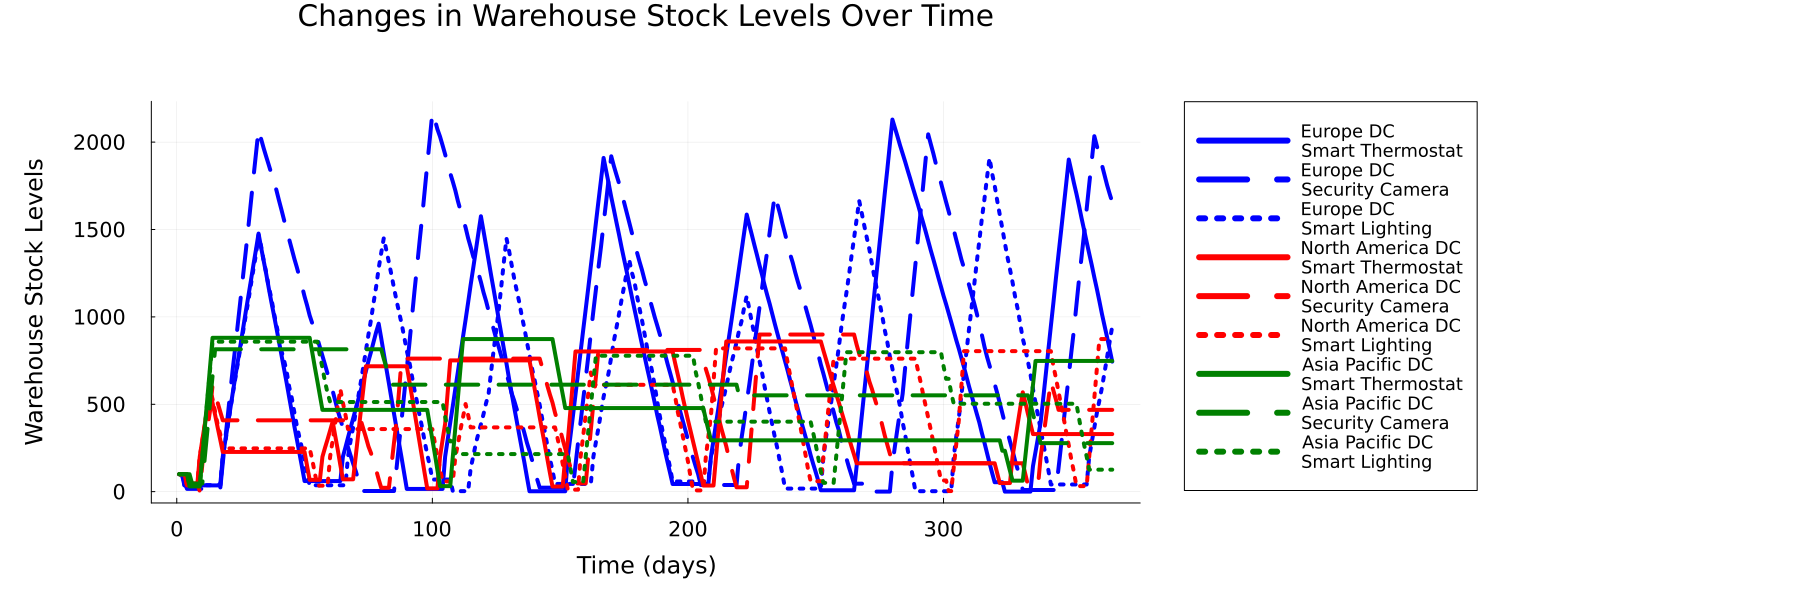 Changes in Warehouse Stock Levels Over Time
Warehouse Stock Levels
2000
1500
1000
500
0
0
100
200
300
Time (days)
Europe DC
Smart Thermostat
Europe DC
Security Camera
Europe DC
Smart Lighting
North America DC
Smart Thermostat
North America DC
Security Camera
North America DC
Smart Lighting
Asia Pacific DC
Smart Thermostat
Asia Pacific DC
Security Camera
Asia Pacific DC
Smart Lighting